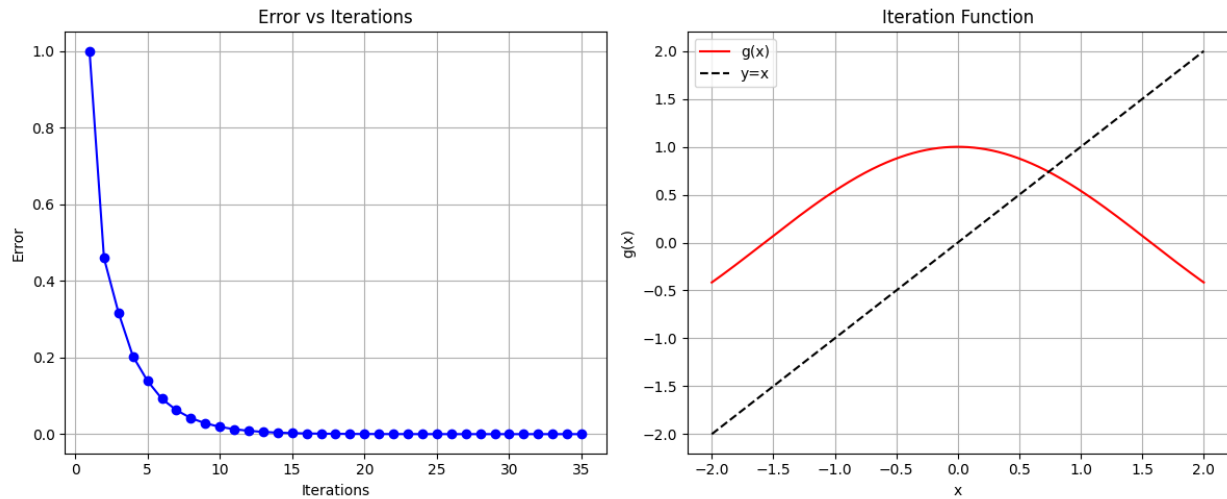 Error vs Iterations
1.0
0.8
0.6
0.4
0.2
0.0
Error
0 5 10 15 20 25 30 35
Iterations
Iteration Function
g(x)
y=x
2.0
1.5
1.0
0.5
0.0
−0.5
−1.0
−1.5
−2.0
g(x)
−2.0 −1.5 −1.0 −0.5 0.0 0.5 1.0 1.5 2.0
x